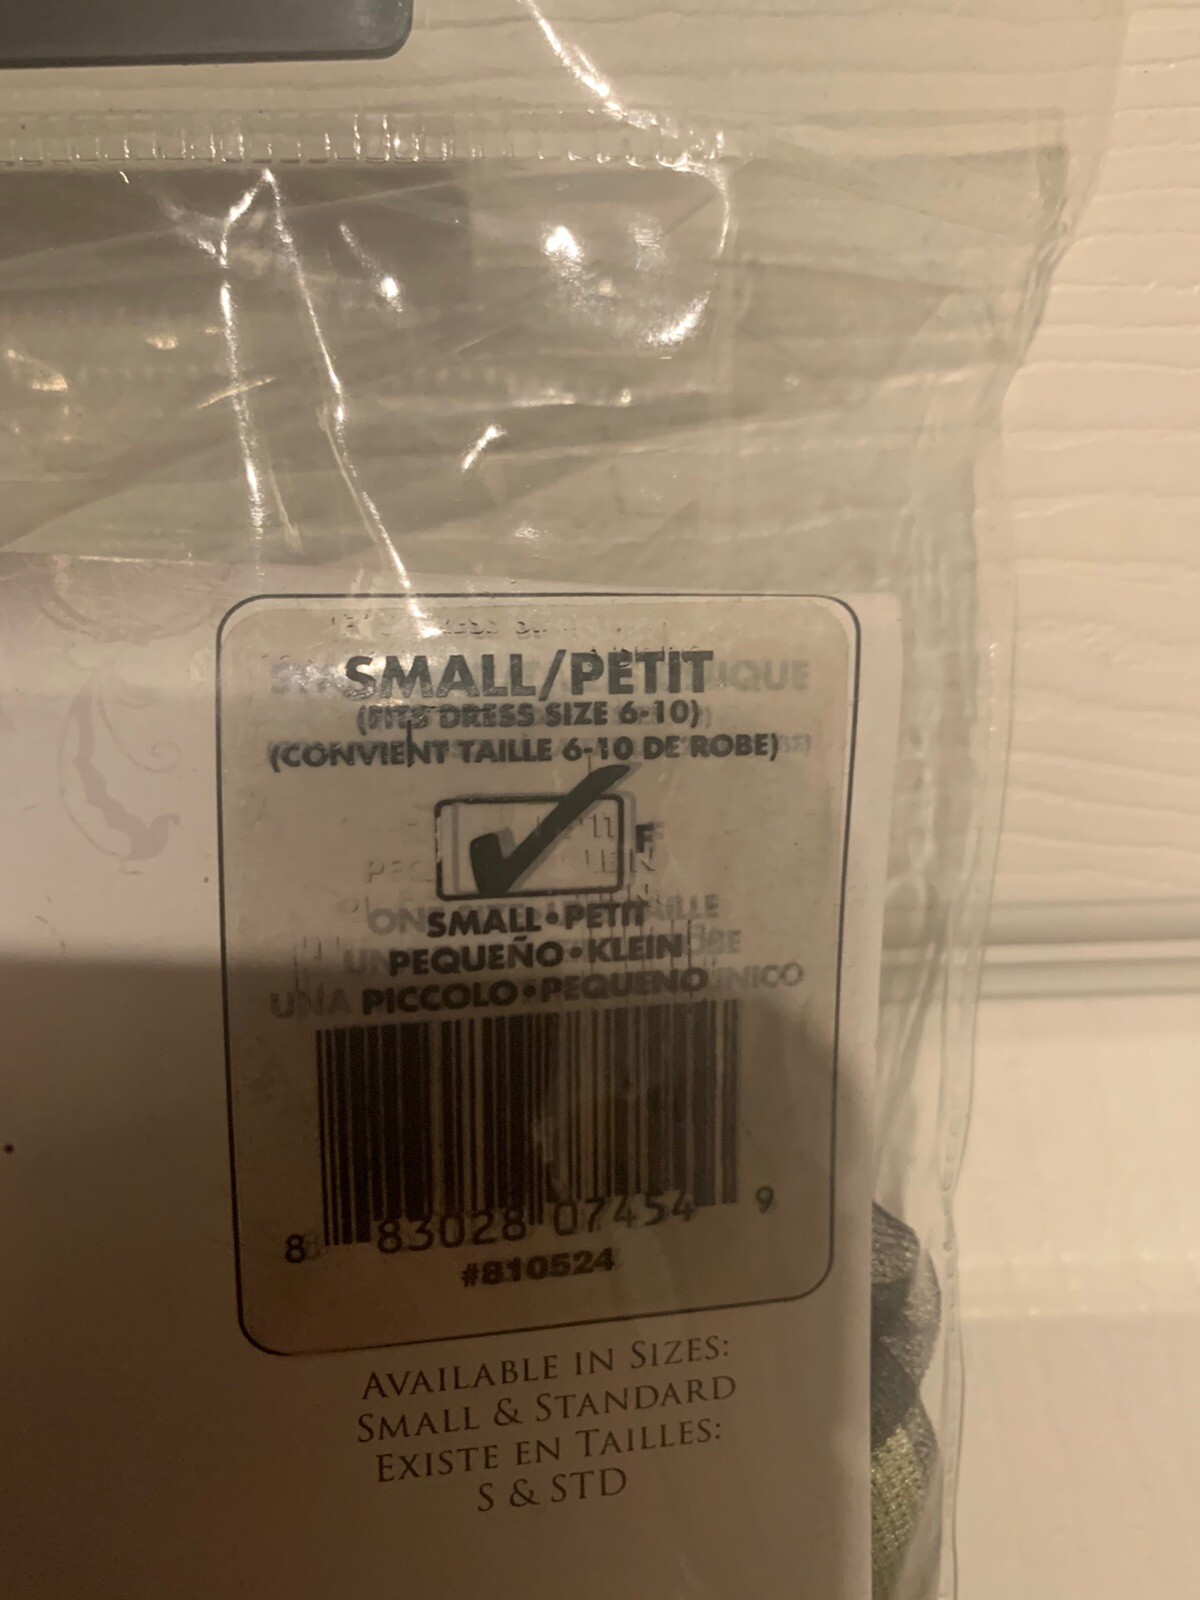 SMALL/PETIT
(FITS DRESS SIZE 6-10)
(CONVIENT TAILLE 6-10 DE ROBE)
SMALL•PETIT
PEQUEÑO•KLEIN
PICCOLO•PEQUENO
8 83028 07454 9
#810524
AVAILABLE IN SIZES:
SMALL & STANDARD
EXISTE EN TAILLES:
S & STD